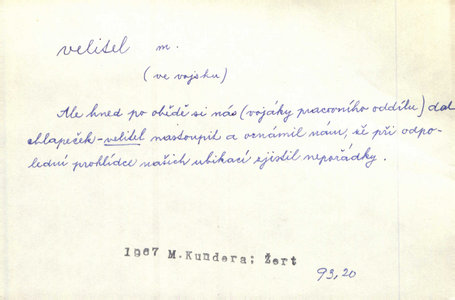 velitel m.
(ve vojsku)
Ale hned po obědě si nás (vojáky pracovního oddílu) dal
chlapeček-velitel nastoupit a oznámil nám, že při odpo-
lední prohlídce našich ubikací zjistil nepořádky.
1967 M.Kundera; Žert
93,20